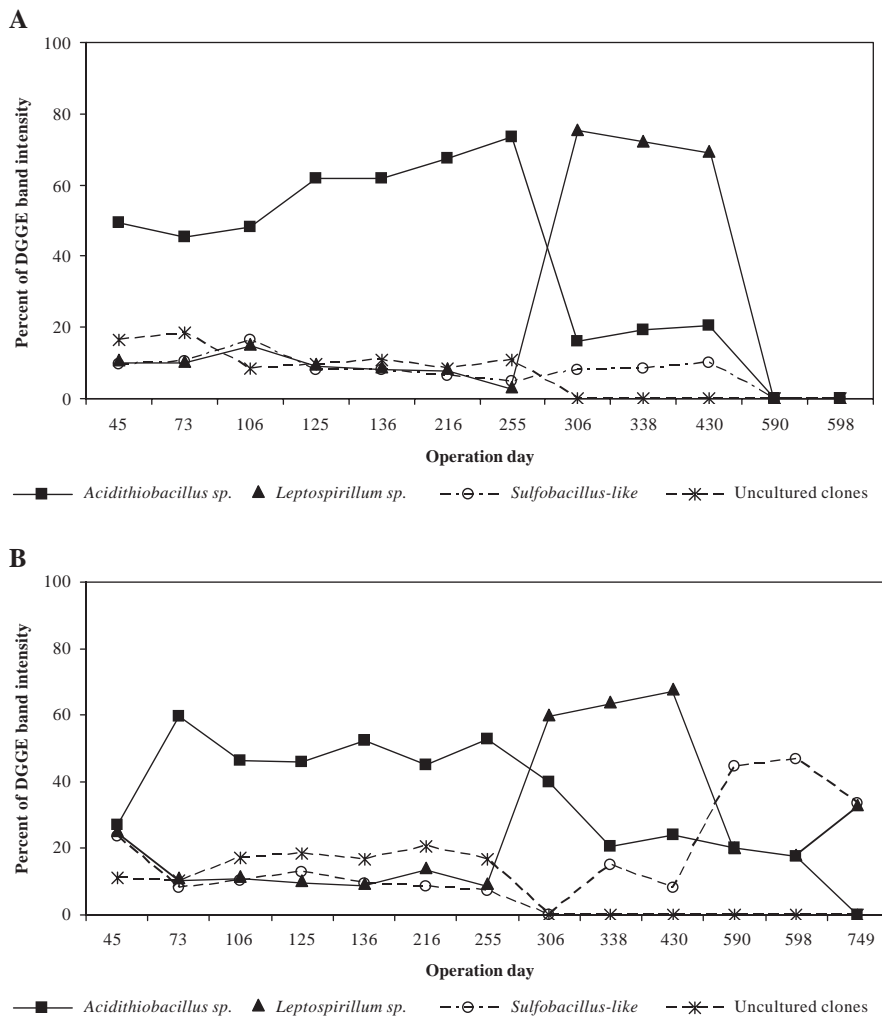 A
Percent of DGGE band intensity
100
80
60
40
20
0
45 73 106 125 136 216 255 306 338 430 590 598
Operation day
Acidithiobacillus sp. Leptospirillum sp. Sulfobacillus-like Uncultured clones
B
Percent of DGGE band intensity
100
80
60
40
20
0
45 73 106 125 136 216 255 306 338 430 590 598 749
Operation day
Acidithiobacillus sp. Leptospirillum sp. Sulfobacillus-like Uncultured clones